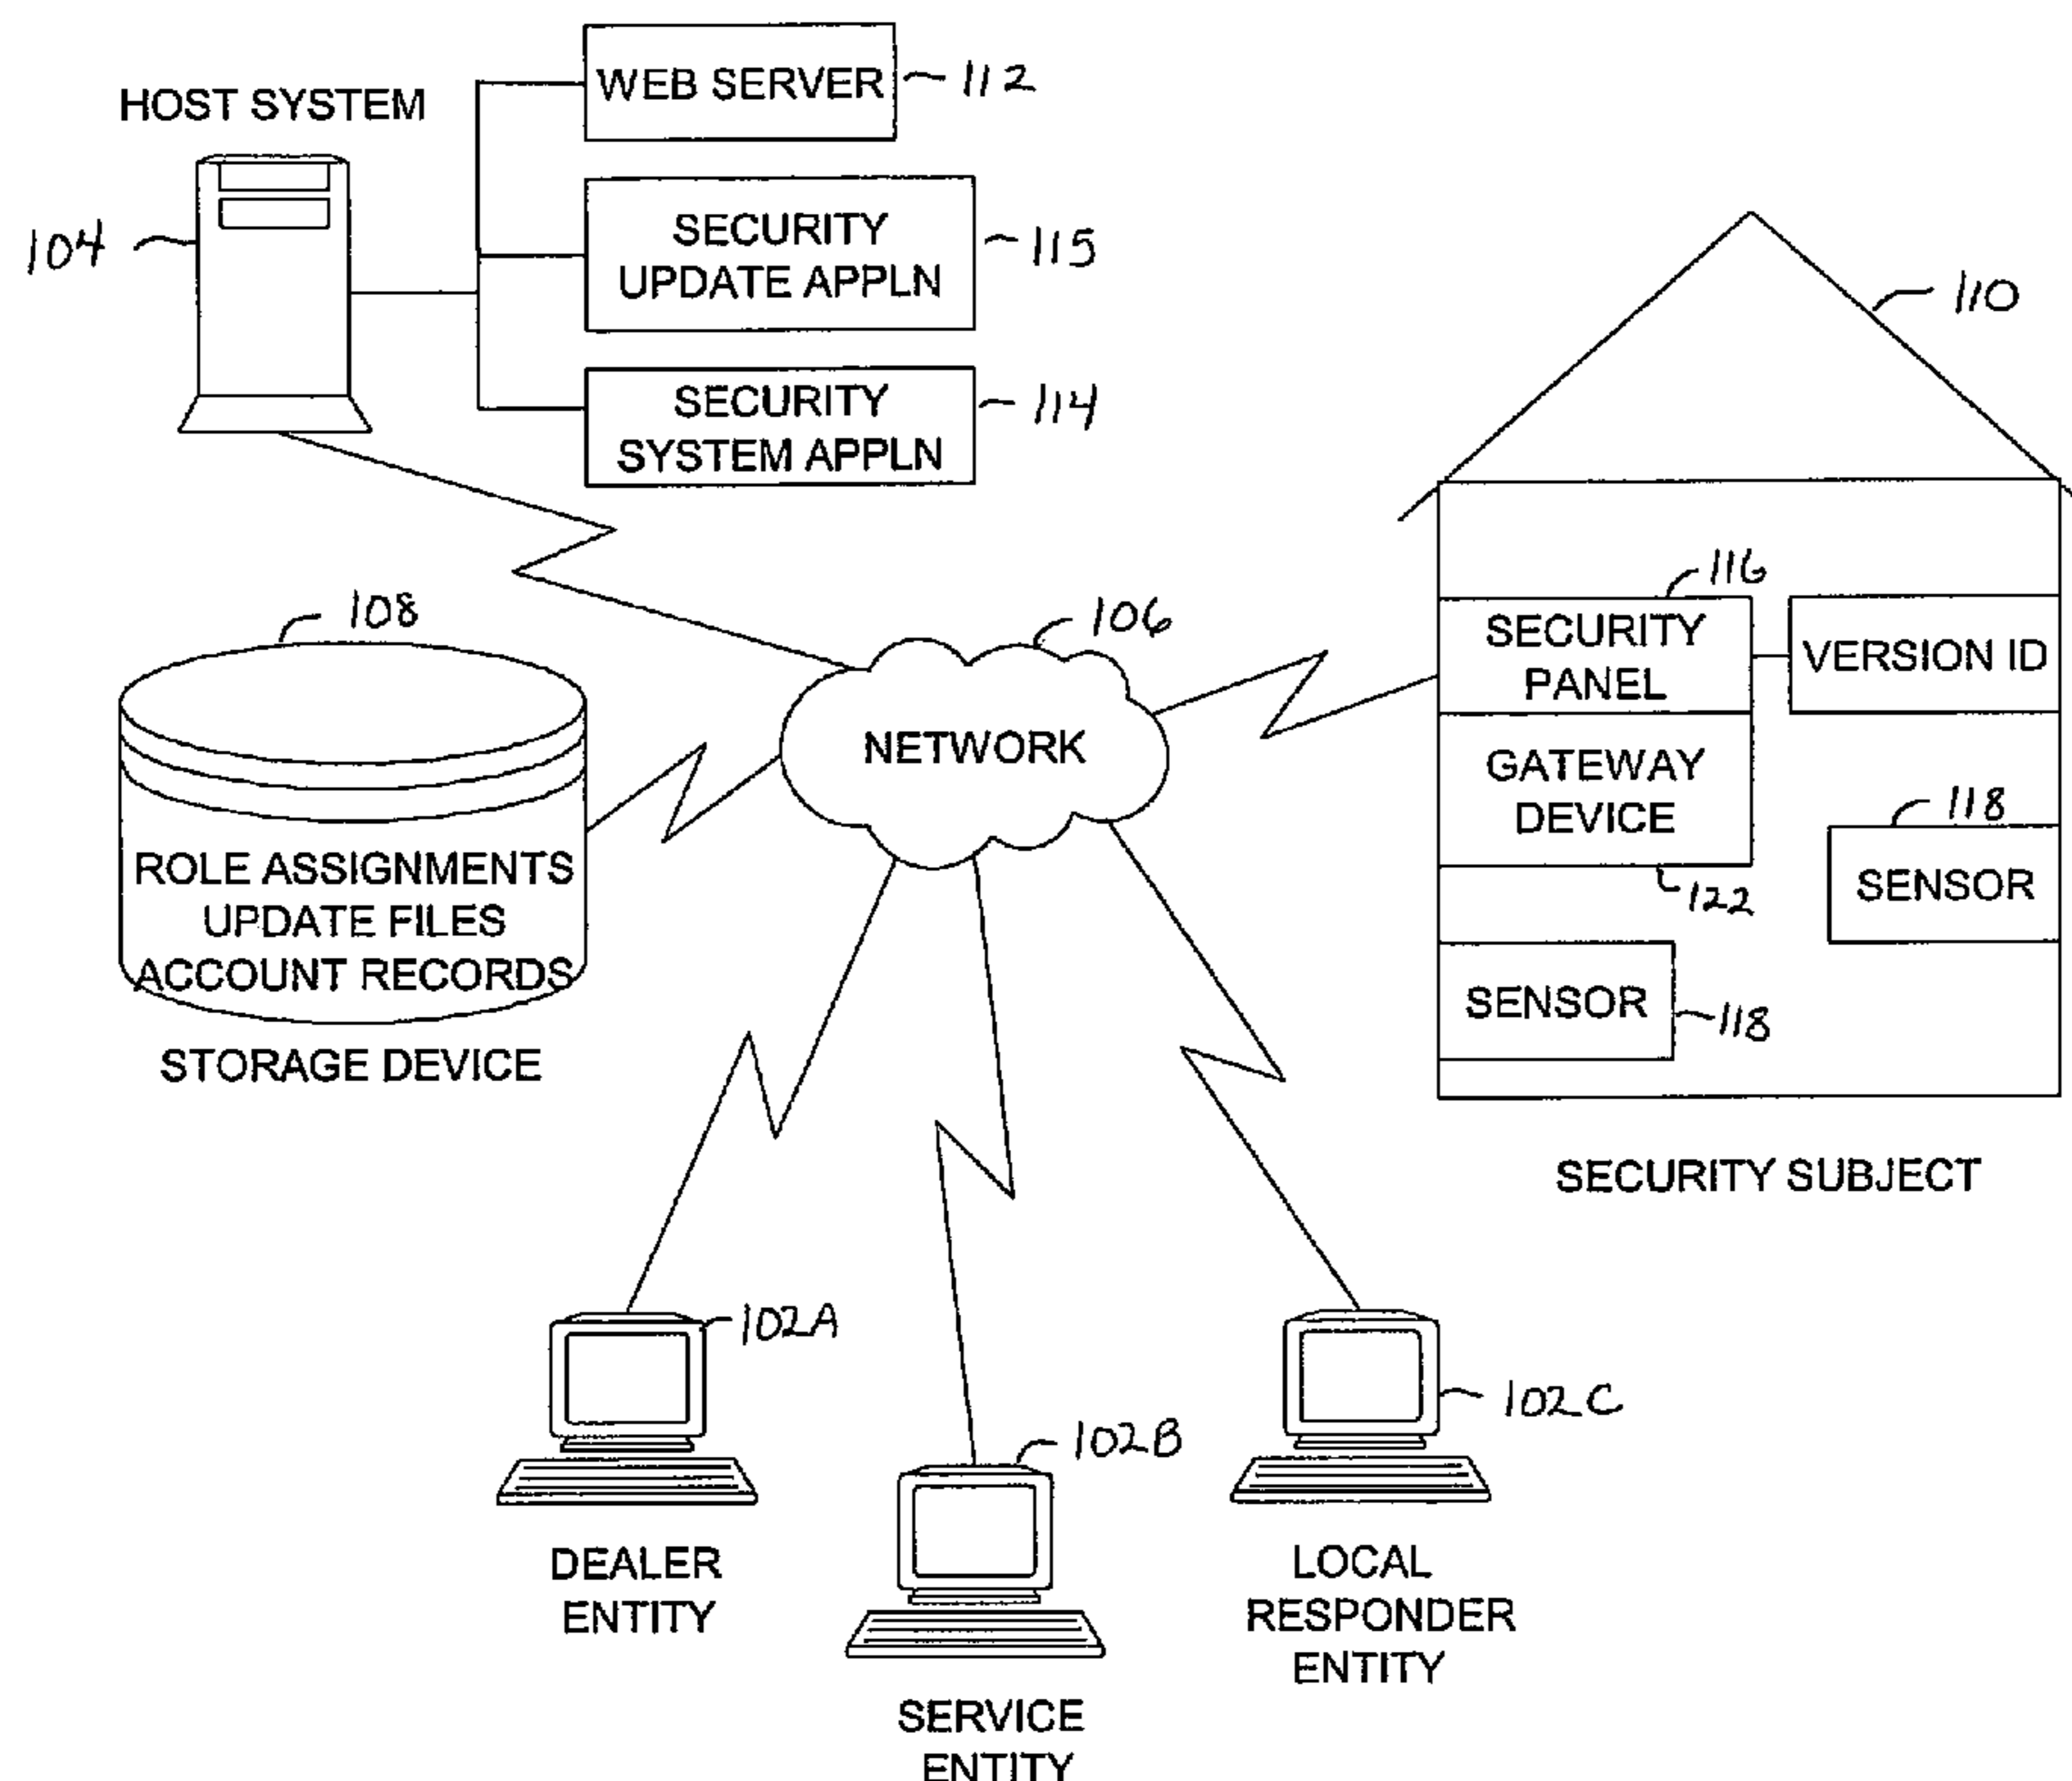 WEB SERVER
112
HOST SYSTEM
104
SECURITY
UPDATE APPLN
115
SECURITY
SYSTEM APPLN
114
110
108
ROLE ASSIGNMENTS
UPDATE FILES
ACCOUNT RECORDS
STORAGE DEVICE
106
NETWORK
116
SECURITY
PANEL
VERSION ID
GATEWAY
DEVICE
122
118
SENSOR
SENSOR
118
SECURITY SUBJECT
102A
DEALER
ENTITY
102B
SERVICE
ENTITY
102C
LOCAL
RESPONDER
ENTITY